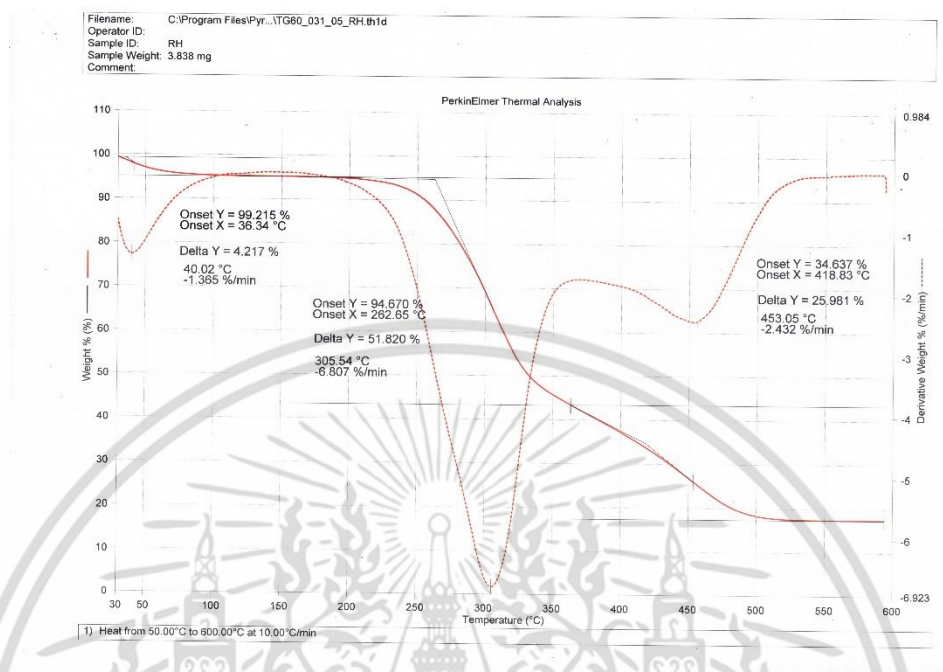 Filename: C:\Program Files\Pyr...\TG60_031_05_RH.th1d
Operator ID:
Sample ID: RH
Sample Weight: 3.838 mg
Comment:
PerkinElmer Thermal Analysis
110
100
90
80
70
60
50
40
30
20
10
0
Weight % (%)
0.984
0
-1
-2
-3
-4
-5
-6
-6.923
Derivative Weight % (%/min)
Onset Y = 99.215 %
Onset X = 36.34 °C
Delta Y = 4.217 %
40.02 °C
-1.365 %/min
Onset Y = 94.670 %
Onset X = 262.65 °C
Delta Y = 51.820 %
305.54 °C
-6.807 %/min
Onset Y = 34.637 %
Onset X = 418.83 °C
Delta Y = 25.981 %
453.05 °C
-2.432 %/min
30 50 100 150 200 250 300 350 400 450 500 550 600
Temperature (°C)
1) Heat from 50.00°C to 600.00°C at 10.00°C/min